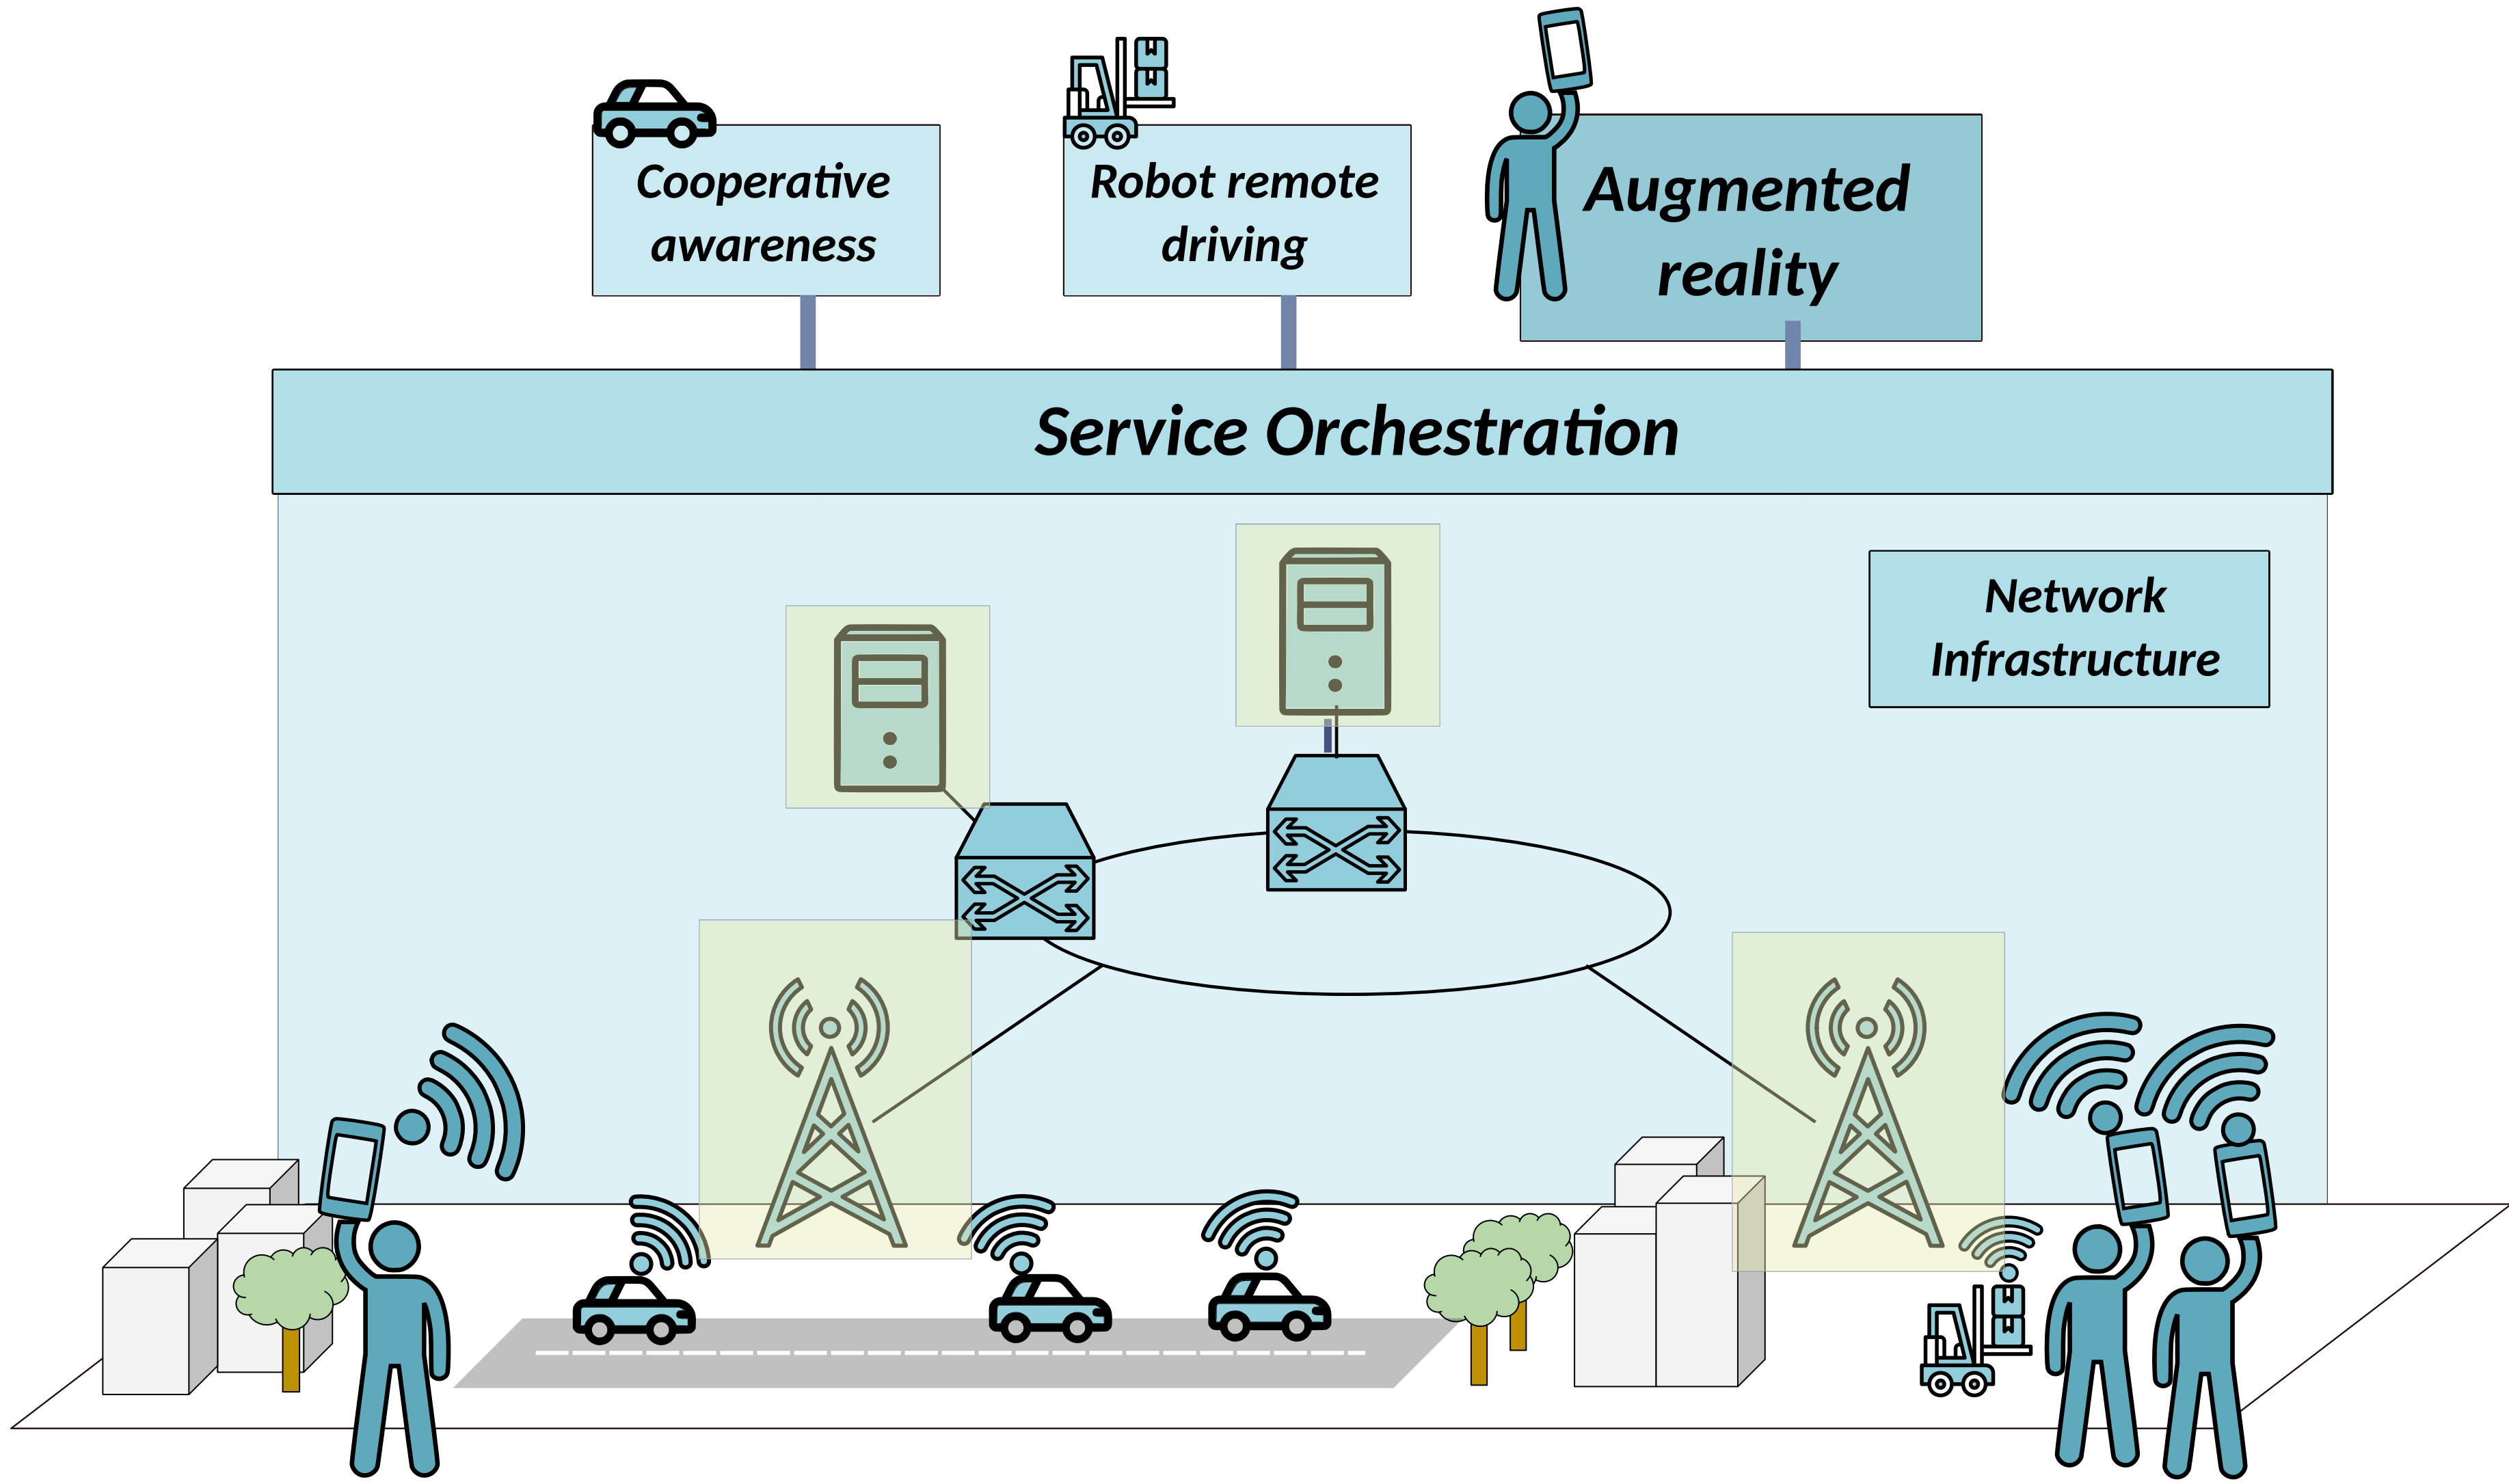 Cooperative
awareness
Robot remote
driving
Augmented
reality
Service Orchestration
Network
Infrastructure